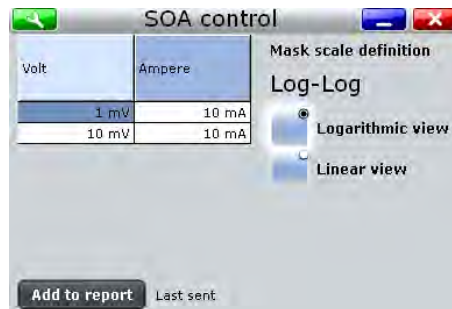 SOA control
Volt Ampere
1 mV 10 mA
10 mV 10 mA
Mask scale definition
Log-Log
Logarithmic view
Linear view
Add to report Last sent